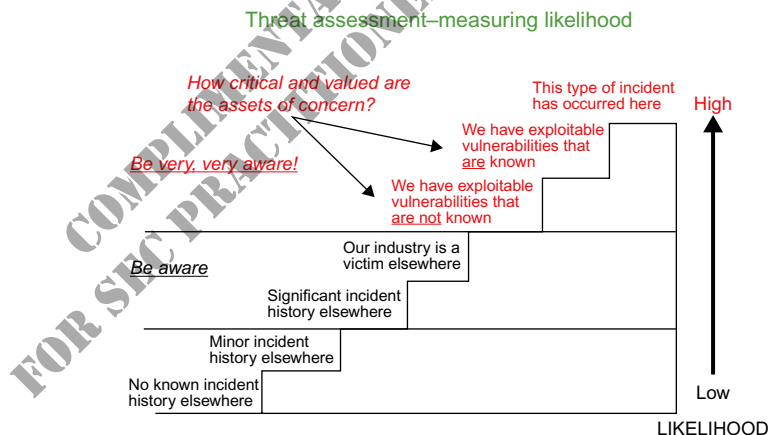 Threat assessment–measuring likelihood
How critical and valued are
the assets of concern?
This type of incident
has occurred here
High
We have exploitable
vulnerabilities that
are known
Be very, very aware!
We have exploitable
vulnerabilities that
are not known
Our industry is a
victim elsewhere
Be aware
Significant incident
history elsewhere
Minor incident
history elsewhere
No known incident
history elsewhere
Low
LIKELIHOOD
FOR SEC PRACTITIONE
COMPLIMENTA